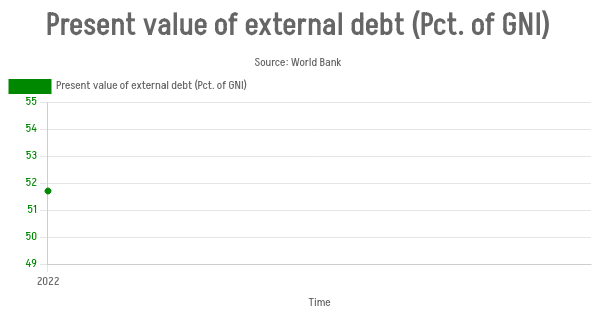 Present value of external debt (Pct. of GNI)
Source: World Bank
Present value of external debt (Pct. of GNI)
55
54
53
52
51
50
49
2022
Time